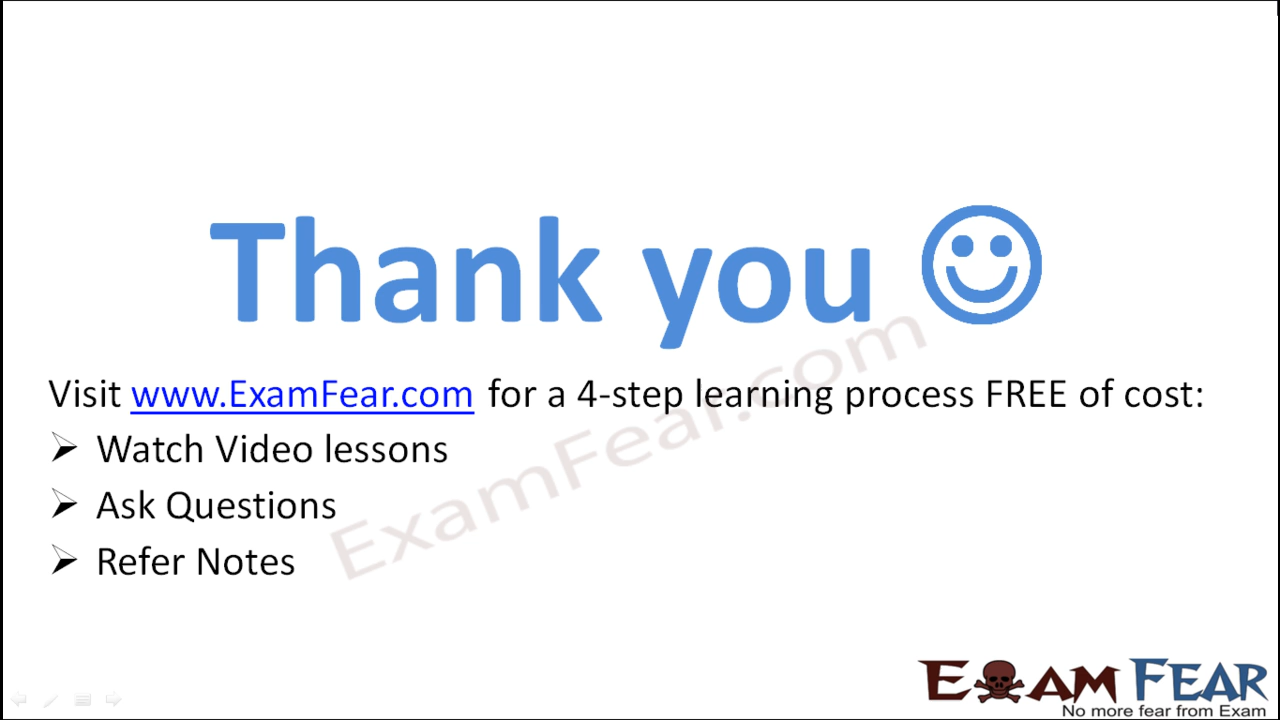 Thank you
Visit www.ExamFear.com for a 4-step learning process FREE of cost:
Watch Video lessons
Ask Questions
Refer Notes
ExamFear.com
EXAM FEAR
No more fear from Exam